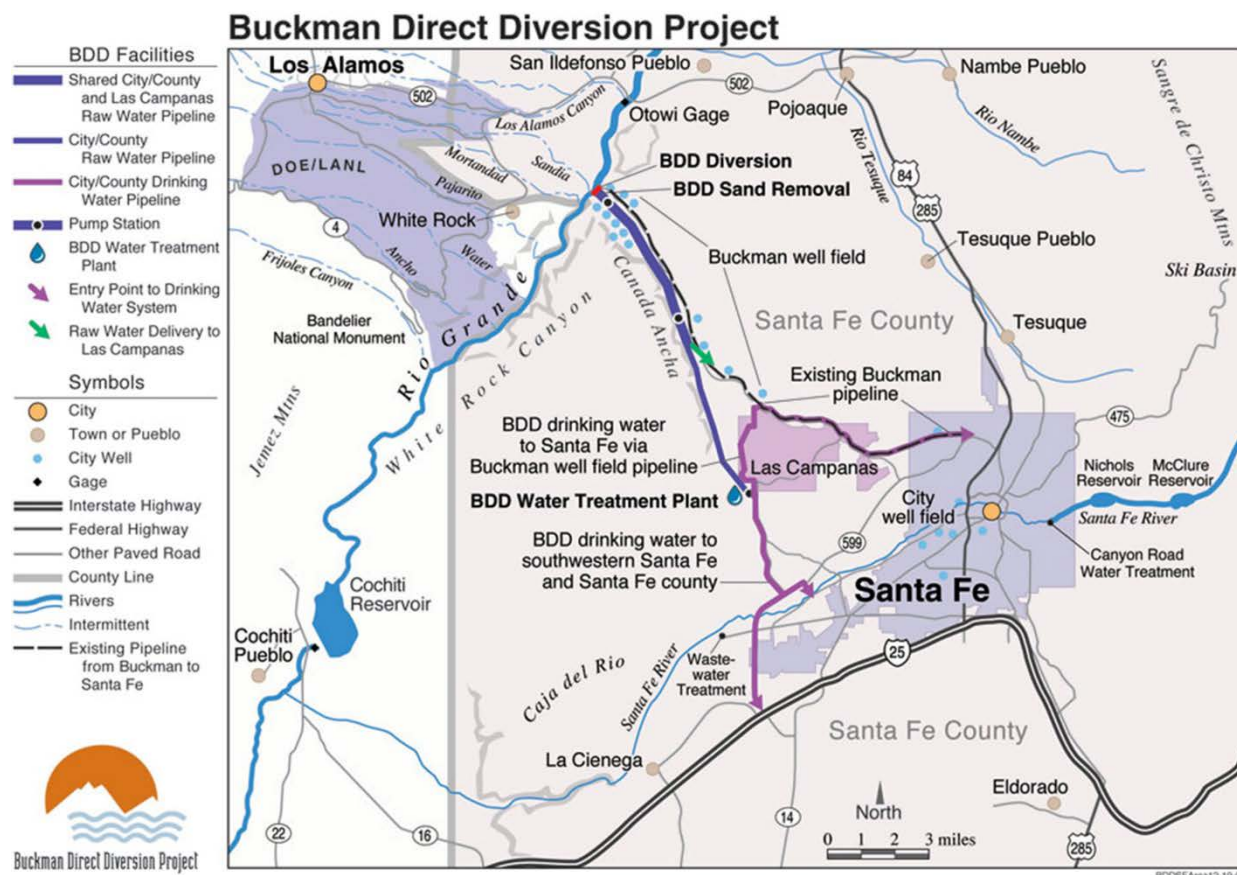 Buckman Direct Diversion Project
BDD Facilities
Shared City/County
and Las Campanas
Raw Water Pipeline
City/County
Raw Water Pipeline
City/County Drinking
Water Pipeline
Pump Station
BDD Water Treatment
Plant
Entry Point to Drinking
Water System
Raw Water Delivery to
Las Campanas
Symbols
City
Town or Pueblo
City Well
Gage
Interstate Highway
Federal Highway
Other Paved Road
County Line
Rivers
Intermittent
Existing Pipeline
from Buckman to
Santa Fe
Buckman Direct Diversion Project
Los Alamos
San Ildefonso Pueblo
Nambe Pueblo
502
502
Pojoaque
Los Alamos Canyon
Otowi Gage
Rio Nambe
Sangre de Christo Mtns
DOE/LANL
Mortandad
Sandia
BDD Diversion
Rio Tesuque
84
Pajarito
BDD Sand Removal
285
White Rock
4
Ancho
Water
Tesuque Pueblo
Frijoles Canyon
Buckman well field
Ski Basin
Canada Ancha
Bandelier
National Monument
Rio Grande
White Rock Canyon
Santa Fe County
Tesuque
Jemez Mtns
Existing Buckman
pipeline
475
BDD drinking water
to Santa Fe via
Buckman well field pipeline
Las Campanas
Nichols
Reservoir
McClure
Reservoir
BDD Water Treatment Plant
City
well field
Santa Fe River
BDD drinking water to
southwestern Santa Fe
and Santa Fe county
599
Canyon Road
Water Treatment
Cochiti
Reservoir
Santa Fe
Cochiti
Pueblo
25
Waste-
water
Treatment
Caja del Rio
Santa Fe River
Santa Fe County
La Cienega
Eldorado
North
22
16
14
285
0 1 2 3 miles